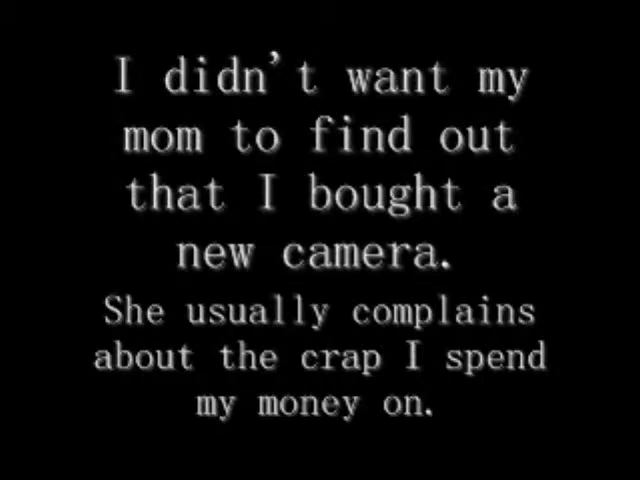 I didn't want my
mom to find out
that I bought a
new camera.
She usually complains
about the crap I spend
my money on.